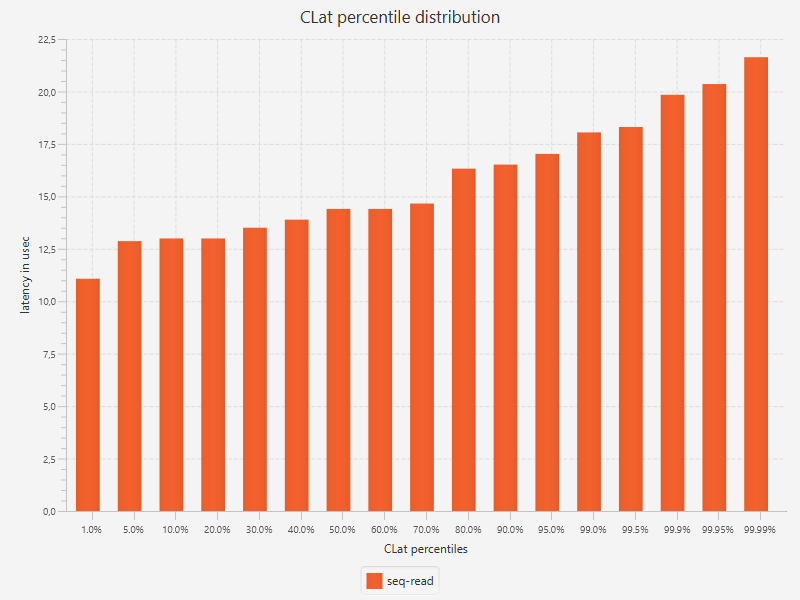 CLat percentile distribution
latency in usec
22,5
20,0
17,5
15,0
12,5
10,0
7,5
5,0
2,5
0,0
1.0% 5.0% 10.0% 20.0% 30.0% 40.0% 50.0% 60.0% 70.0% 80.0% 90.0% 95.0% 99.0% 99.5% 99.9% 99.95% 99.99%
CLat percentiles
seq-read